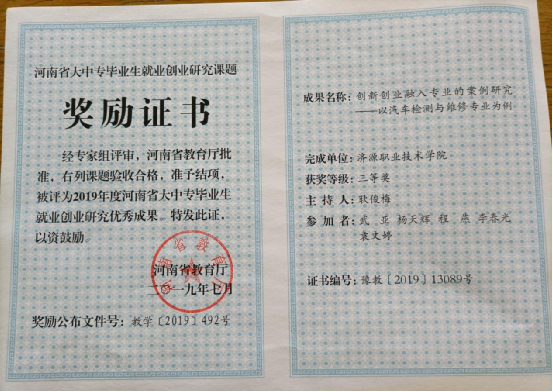 河南省大中专毕业生就业创业研究课题
奖励证书
经专家组评审，河南省教育厅批
准，右列课题验收合格，准予结项，
被评为2019年度河南省大中专毕业生
就业创业研究优秀成果。特发此证，
以资鼓励。
河南省教育厅
二〇一九年七月
奖励公布文件号：教学〔2019〕492号
成果名称：创新创业融入专业的案例研究
——以汽车检测与维修专业为例
完成单位：济源职业技术学院
获奖等级：三等奖
主持人：耿俊梅
参加者：武亚 杨天辉 程燕 李春光
袁文婷
证书编号：豫教〔2019〕13089号